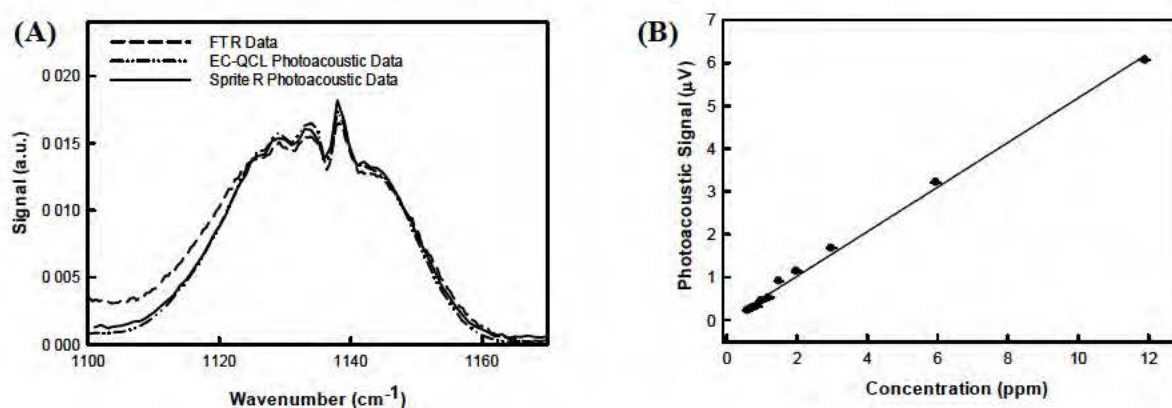 (A)
FTR Data
EC-QCL Photoacoustic Data
Sprite R Photoacoustic Data
0 020
0 015
0 010
0 005
0 000
Signal (a.u.)
1100
1120
1140
1160
Wavenumber (cm-1)
(B)
7
6
5
4
3
2
1
0
Photoacoustic Signal (μV)
0
2
4
6
8
10
12
Concentration (ppm)